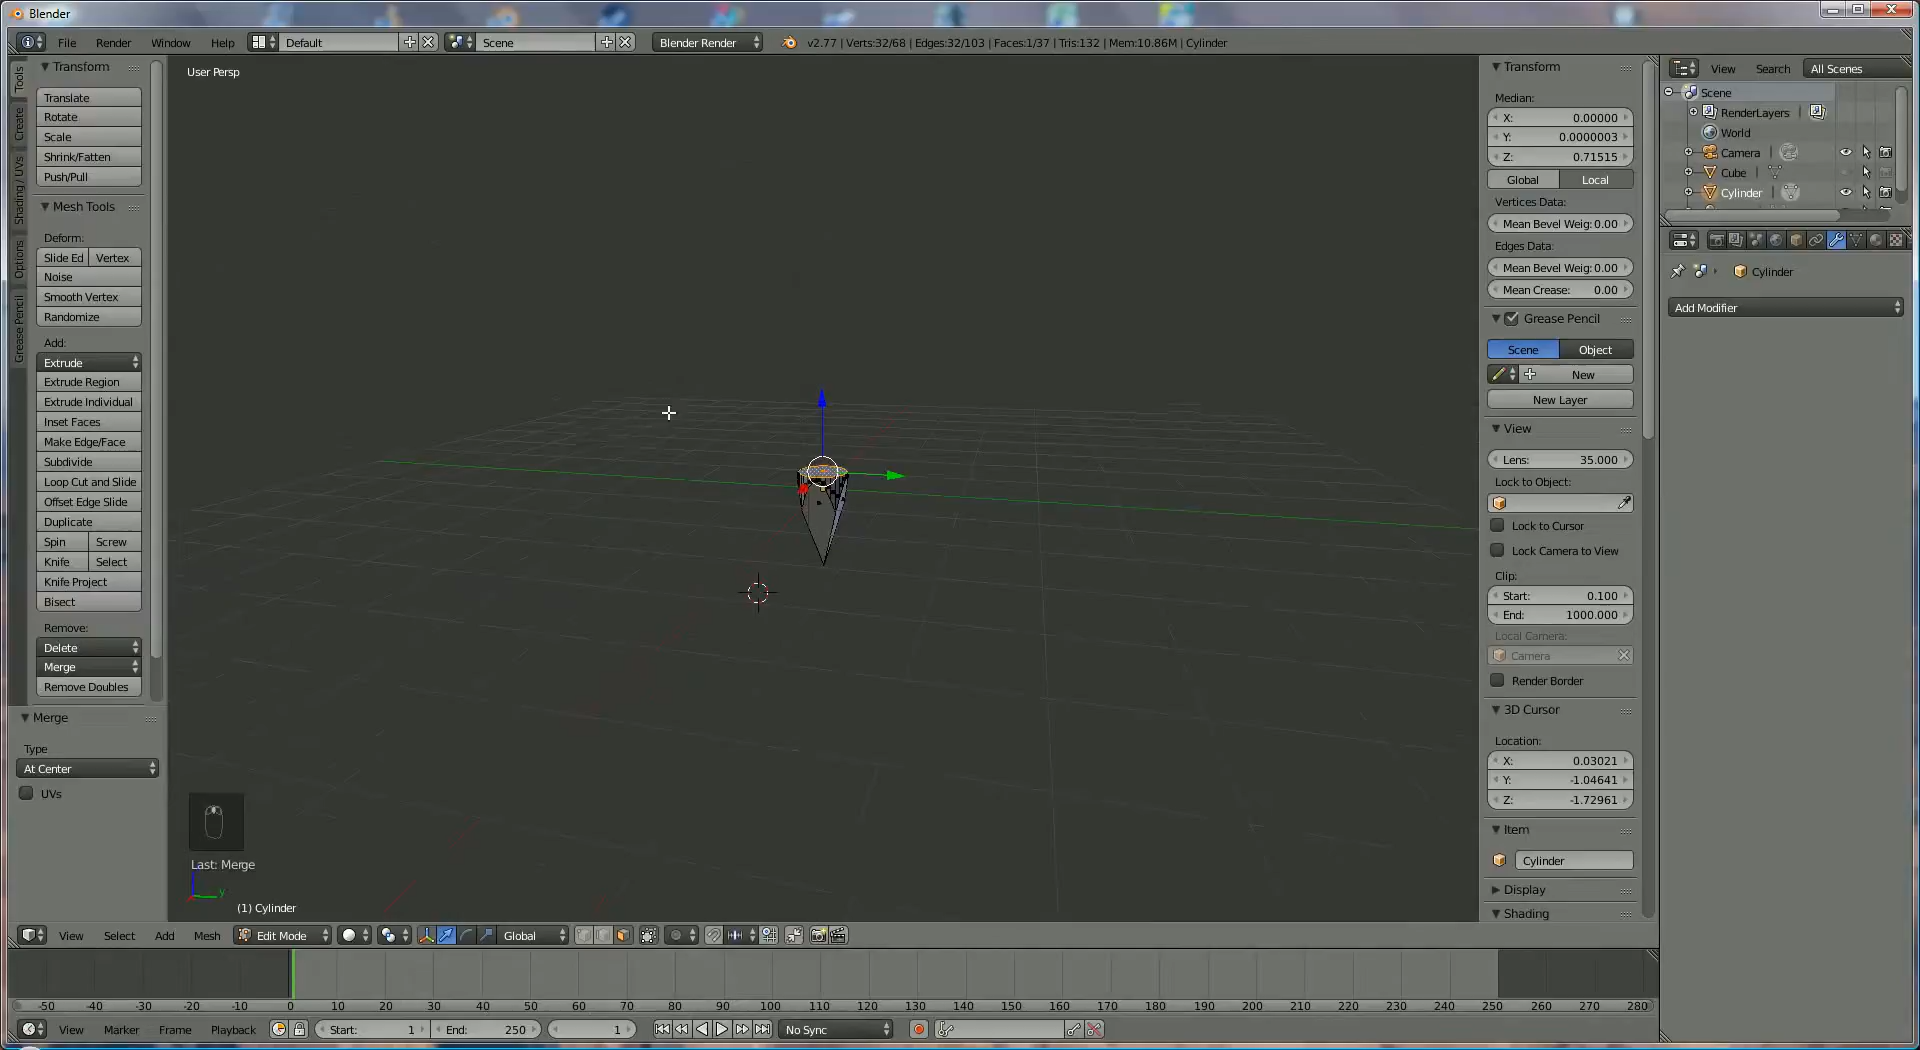 Blender
File Render Window Help Default Scene Blender Render v2.77 | Verts:32/68 | Edges:32/103 | Faces:1/37 | Tris:132 | Mem:10.86M | Cylinder
Tools
Create
Shading / UVs
Options
Grease Pencil
Transform
Translate
Rotate
Scale
Shrink/Fatten
Push/Pull
Mesh Tools
Deform:
Slide Ed Vertex
Noise
Smooth Vertex
Randomize
Add:
Extrude
Extrude Region
Extrude Individual
Inset Faces
Make Edge/Face
Subdivide
Loop Cut and Slide
Offset Edge Slide
Duplicate
Spin Screw
Knife Select
Knife Project
Bisect
Remove:
Delete
Merge
Remove Doubles
Merge
Type
At Center
UVs
User Persp
Last: Merge
y
(1) Cylinder
Transform
Median:
X: 0.00000
Y: 0.0000003
Z: 0.71515
Global Local
Vertices Data:
Mean Bevel Weig: 0.00
Edges Data:
Mean Bevel Weig: 0.00
Mean Crease: 0.00
Grease Pencil
Scene Object
New
New Layer
View
Lens: 35.000
Lock to Object:
Lock to Cursor
Lock Camera to View
Clip:
Start: 0.100
End: 1000.000
Local Camera:
Camera
Render Border
3D Cursor
Location:
X: 0.03021
Y: -1.04641
Z: -1.72961
Item
Cylinder
Display
Shading
View Search All Scenes
Scene
RenderLayers
World
Camera
Cube
Cylinder
Cylinder
Add Modifier
View Select Add Mesh Edit Mode Global
-50 -40 -30 -20 -10 0 10 20 30 40 50 60 70 80 90 100 110 120 130 140 150 160 170 180 190 200 210 220 230 240 250 260 270 280
View Marker Frame Playback Start: 1 End: 250 1 No Sync